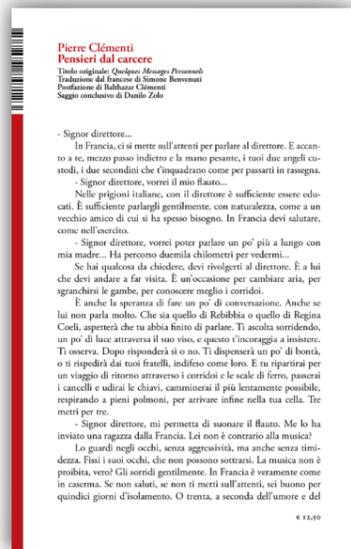 Pierre Clémenti
Pensieri dal carcere
Titolo originale: Quelques Messages Personnels
Traduzione dal francese di Simone Benvenuti
Postfazione di Balthazar Clémenti
Saggio conclusivo di Danilo Zolo
- Signor direttore...
In Francia, ci si mette sull'attenti per parlare al direttore. E accan-
to a te, mezzo passo indietro e la mano pesante, i tuoi due angeli cu-
stodi, i due secondini che t'inquadrano come per passarti in rassegna.
- Signor direttore, vorrei il mio flauto...
Nelle prigioni italiane, con il direttore è sufficiente essere edu-
cati. È sufficiente parlargli gentilmente, con naturalezza, come a un
vecchio amico di cui si ha spesso bisogno. In Francia devi salutare,
come nell'esercito.
- Signor direttore, vorrei poter parlare un po' più a lungo con
mia madre... Ha percorso duemila chilometri per vedermi...
Se hai qualcosa da chiedere, devi rivolgerti al direttore. È a lui
che devi andare a far visita. È un'occasione per cambiare aria, per
sgranchirsi le gambe, per conoscere meglio i corridoi.
È anche la speranza di fare un po' di conversazione. Anche se
lui non parla molto. Che sia quello di Rebibbia o quello di Regina
Coeli, aspetterà che tu abbia finito di parlare. Ti ascolta sorridendo,
un po' di luce attraversa il suo viso, e questo t'incoraggia a insistere.
Ti osserva. Dopo risponderà sì o no. Ti dispenserà un po' di bontà,
o ti rispedirà dai tuoi fratelli, indifeso come loro. E tu ripartirai per
un viaggio di ritorno attraverso i corridoi e le scale di ferro, passerai
i cancelli e udirai le chiavi, camminerai il più lentamente possibile,
respirando a pieni polmoni, per arrivare infine nella tua cella. Tre
metri per tre.
- Signor direttore, mi permetta di suonare il flauto. Me lo ha
inviato una ragazza dalla Francia. Lei non è contrario alla musica?
Lo guardi negli occhi, senza aggressività, ma anche senza timi-
dezza. Fissi i suoi occhi, che non possono sottrarsi. La musica non è
proibita, vero? Gli sorridi gentilmente. In Francia è veramente come
in caserma. Se non saluti, se non ti metti sull'attenti, sei buono per
quindici giorni d'isolamento. O trenta, a seconda dell'umore e del
€ 12,50